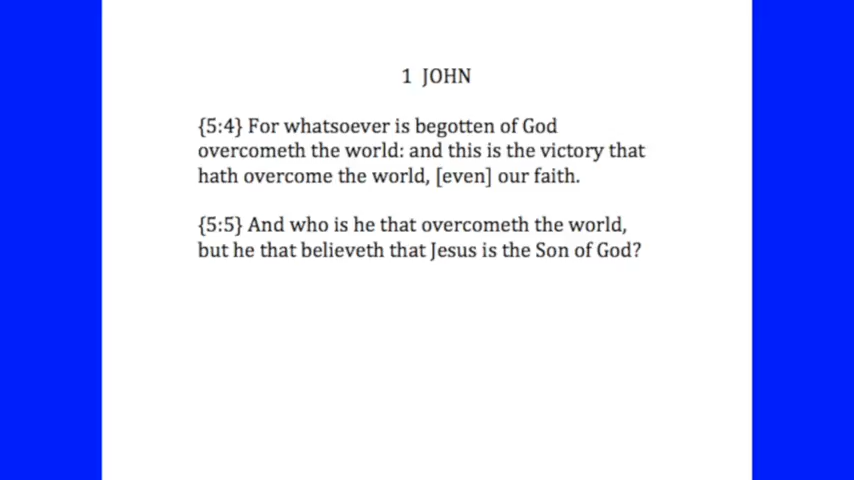 1 JOHN
{5:4} For whatsoever is begotten of God
overcometh the world: and this is the victory that
hath overcome the world, [even] our faith.
{5:5} And who is he that overcometh the world,
but he that believeth that Jesus is the Son of God?